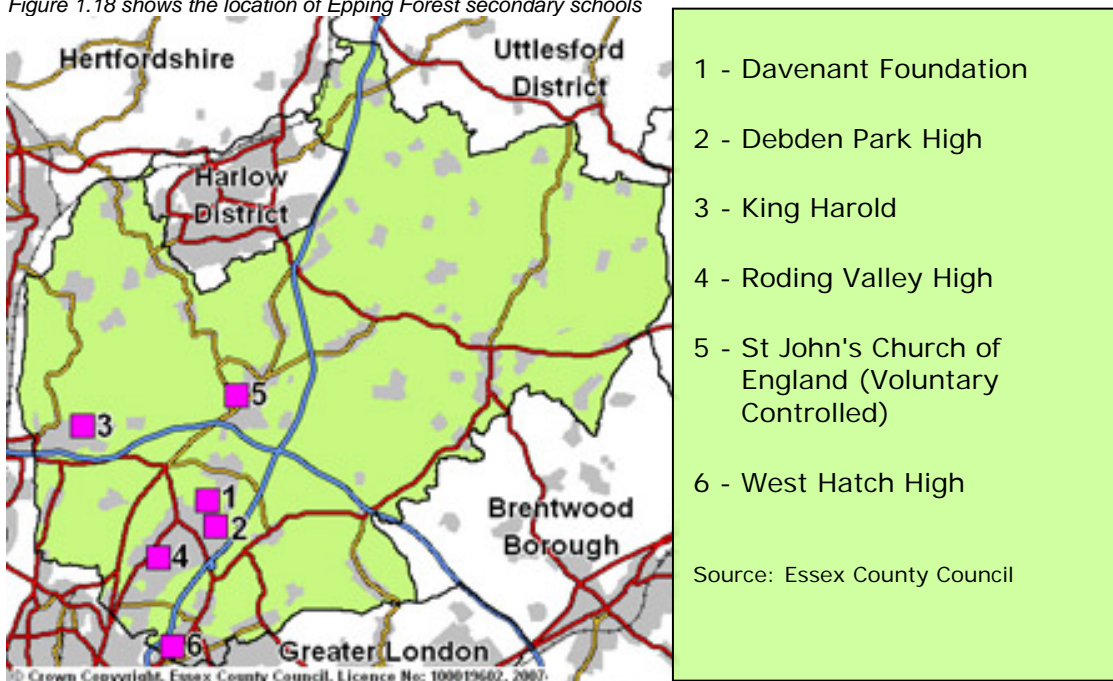 Figure 1.18 shows the location of Epping Forest secondary schools
Hertfordshire
Uttlesford
District
Harlow
District
5
3
1
2
4
6
Brentwood
Borough
Greater London
© Crown Copyright, Essex County Council, Licence No: 100019602, 2007.
1 - Davenant Foundation
2 - Debden Park High
3 - King Harold
4 - Roding Valley High
5 - St John's Church of
England (Voluntary
Controlled)
6 - West Hatch High
Source: Essex County Council